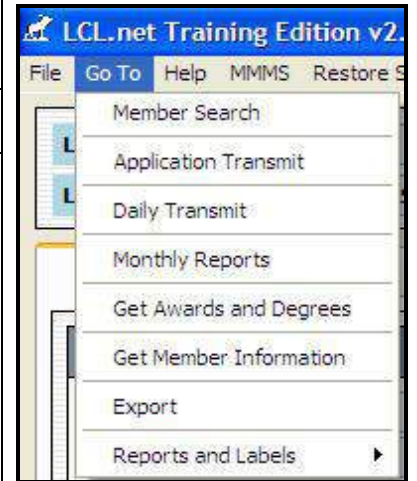 LCL.net Training Edition v2.
File Go To Help MMMS Restore S
L
L
Member Search
Application Transmit
Daily Transmit
Monthly Reports
Get Awards and Degrees
Get Member Information
Export
Reports and Labels